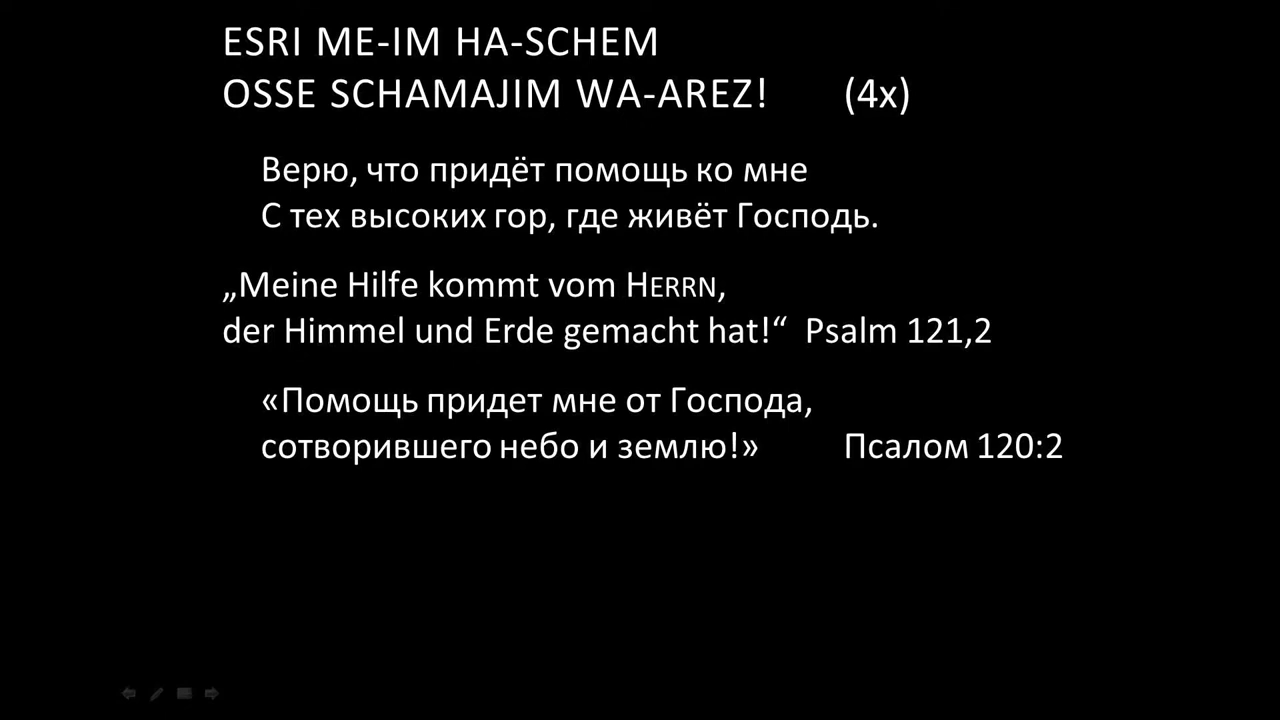 ESRI ME-IM HA-SCHEM
OSSE SCHAMAJIM WA-AREZ! (4x)
Верю, что придёт помощь ко мне
С тех высоких гор, где живёт Господь.
„Meine Hilfe kommt vom HERRN,
der Himmel und Erde gemacht hat!“ Psalm 121,2
«Помощь придет мне от Господа,
сотворившего небо и землю!» Псалом 120:2